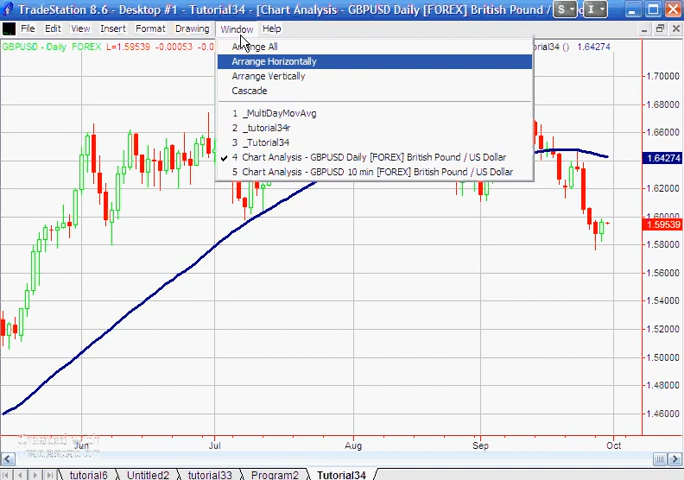 TradeStation 8.6 - Desktop #1 - Tutorial34 - [Chart Analysis - GBPUSD Daily [FOREX] British Pound /
S
I
File Edit View Insert Format Drawing Window Help
GBPUSD - Daily FOREX L=1.59539 -0.00053 -0.0
rial34 () 1.64274
Arrange All
Arrange Horizontally
Arrange Vertically
Cascade
1 _MultiDayMovAvg
2 _tutorial34r
3 _Tutorial34
4 Chart Analysis - GBPUSD Daily [FOREX] British Pound / US Dollar
5 Chart Analysis - GBPUSD 10 min [FOREX] British Pound / US Dollar
1.70000
1.68000
1.66000
1.64274
1.62000
1.60000
1.59539
1.58000
1.56000
1.54000
1.52000
1.50000
1.48000
1.46000
Jun Jul Aug Sep Oct
tutorial6 Untitled2 tutorial33 Program2 Tutorial34